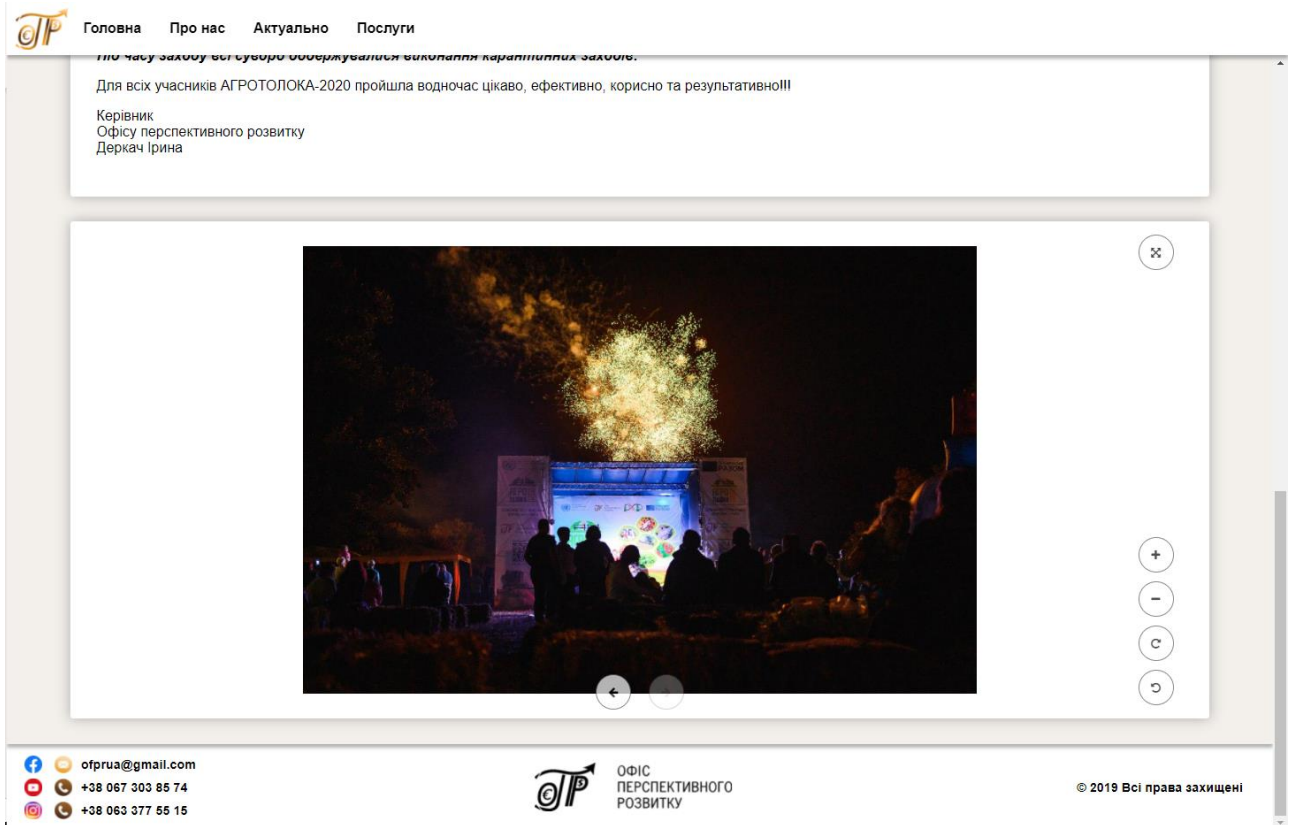 Головна Про нас Актуально Послуги
Під часу заходу всі суворо додержувалися виконання карантинних заходів.
Для всіх учасників АГРОТОЛОКА-2020 пройшла водночас цікаво, ефективно, корисно та результативно!!!
Керівник
Офісу перспективного розвитку
Деркач Ірина
ofprua@gmail.com
+38 067 303 85 74
+38 063 377 55 15
ОФІС
ПЕРСПЕКТИВНОГО
РОЗВИТКУ
© 2019 Всі права захищені